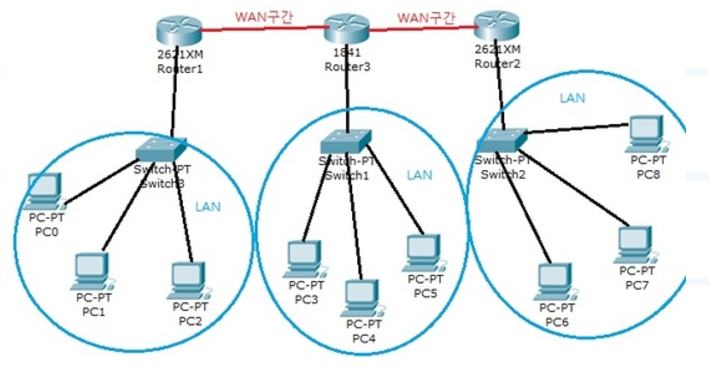 WAN구간
WAN구간
2621XM
Router1
1841
Router3
2621XM
Router2
LAN
Switch-PT
Switch3
Switch-PT
Switch1
Switch-PT
Switch2
PC-PT
PC8
LAN
LAN
PC-PT
PC0
PC-PT
PC1
PC-PT
PC2
PC-PT
PC3
PC-PT
PC4
PC-PT
PC5
PC-PT
PC6
PC-PT
PC7